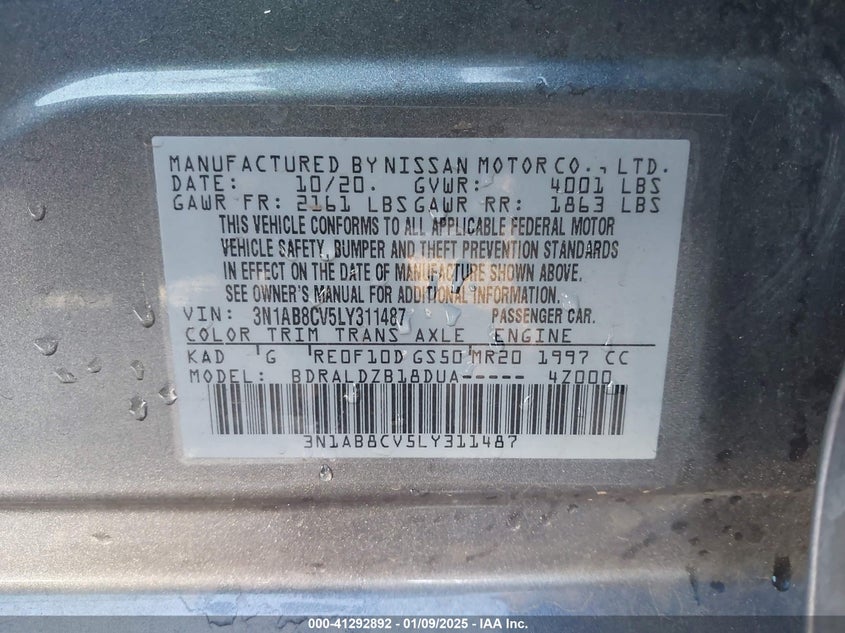 MANUFACTURED BY NISSAN MOTOR CO., LTD.
DATE: 10/20. GVWR: 4001 LBS
GAWR FR: 2161 LBS GAWR RR: 1863 LBS
THIS VEHICLE CONFORMS TO ALL APPLICABLE FEDERAL MOTOR
VEHICLE SAFETY, BUMPER AND THEFT PREVENTION STANDARDS
IN EFFECT ON THE DATE OF MANUFACTURE SHOWN ABOVE.
SEE OWNER'S MANUAL FOR ADDITIONAL INFORMATION.
VIN: 3N1AB8CV5LY311487 PASSENGER CAR.
COLOR TRIM TRANS AXLE ENGINE
KAD G RE0F10D GS50 MR20 1997 CC
MODEL: BDRALDZB18DUA----- 4Z000
3N1AB8CV5LY311487
000-41292892 - 01/09/2025 - IAA Inc.